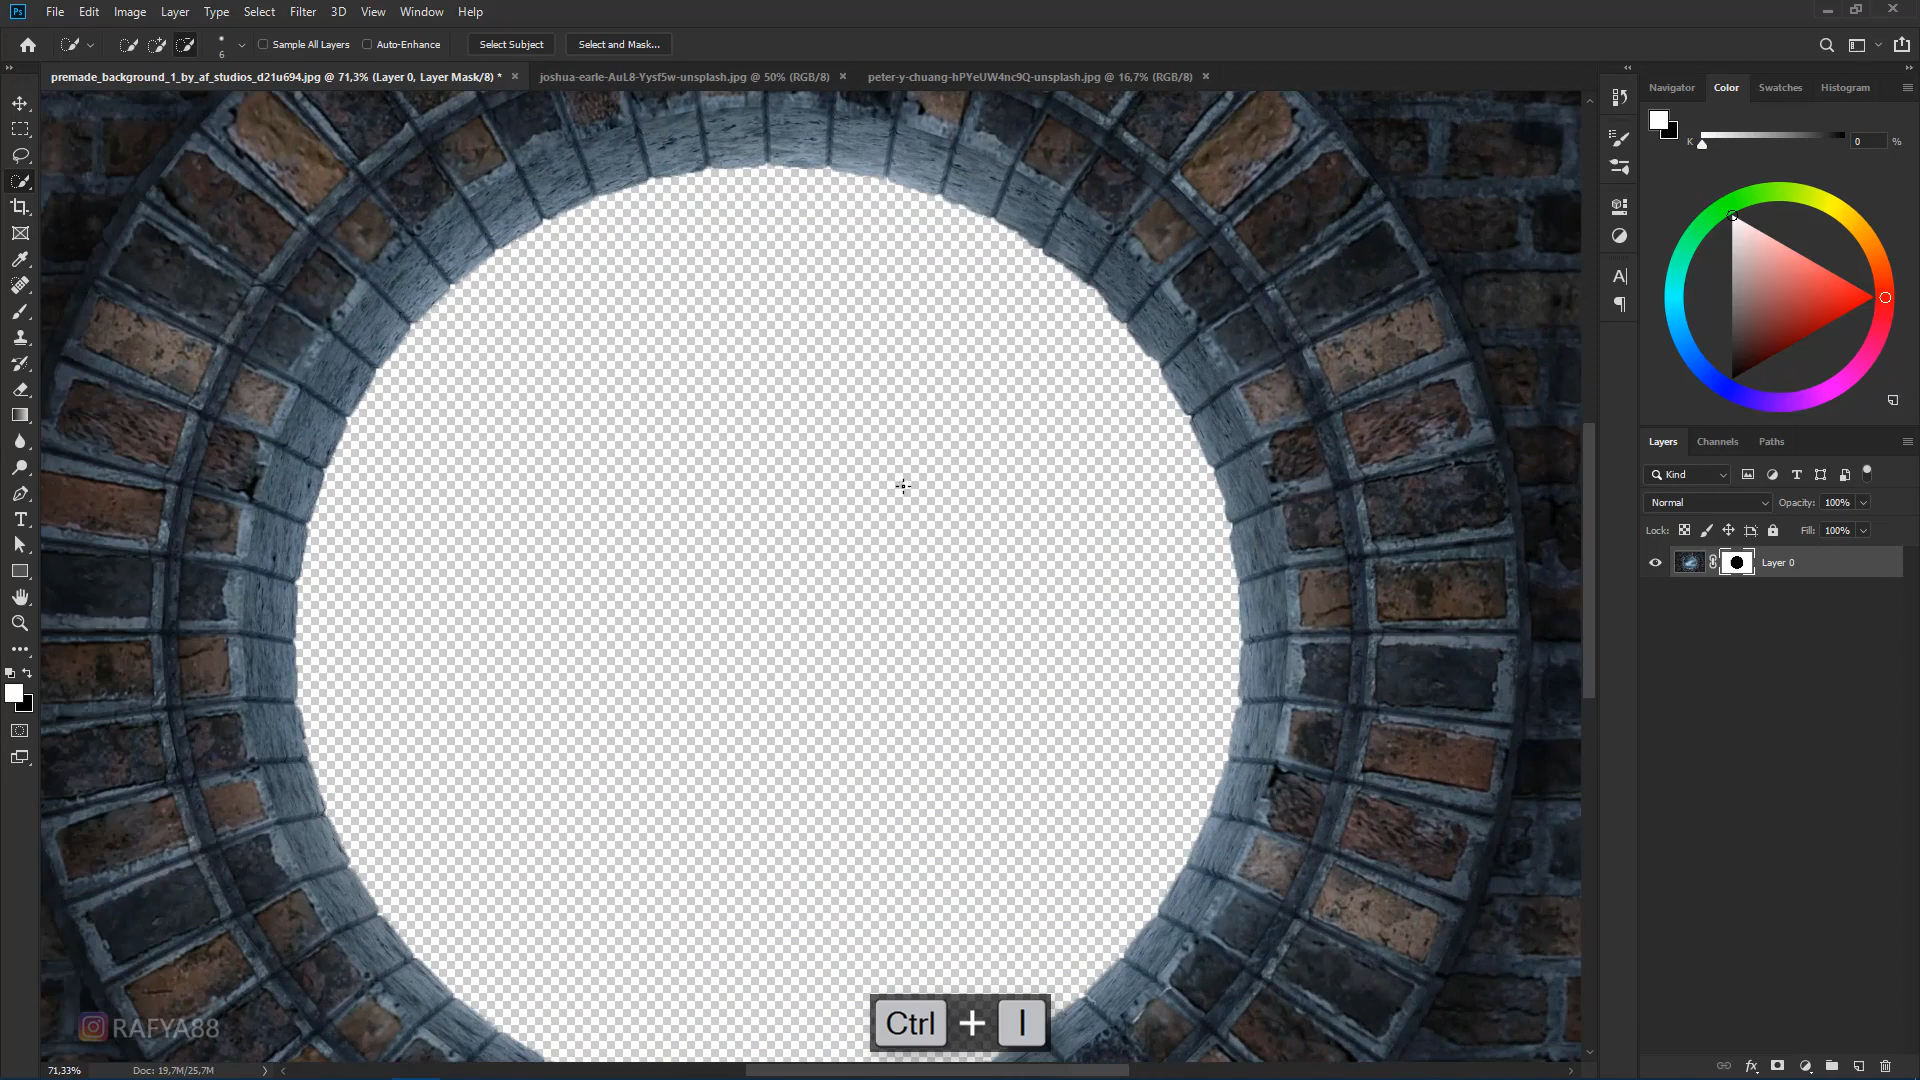 Ps File Edit Image Layer Type Select Filter 3D View Window Help
6 Sample All Layers Auto-Enhance Select Subject Select and Mask...
premade_background_1_by_af_studios_d21u694.jpg @ 71,3% (Layer 0, Layer Mask/8) * × joshua-earle-AuL8-Yysf5w-unsplash.jpg @ 50% (RGB/8) × peter-y-chuang-hPYeUW4nc9Q-unsplash.jpg @ 16,7% (RGB/8) ×
Navigator Color Swatches Histogram
K 0 %
Layers Channels Paths
Kind
Normal Opacity: 100%
Lock: Fill: 100%
Layer 0
RAFYA88
Ctrl + I
71,33% Doc: 19,7M/25,7M